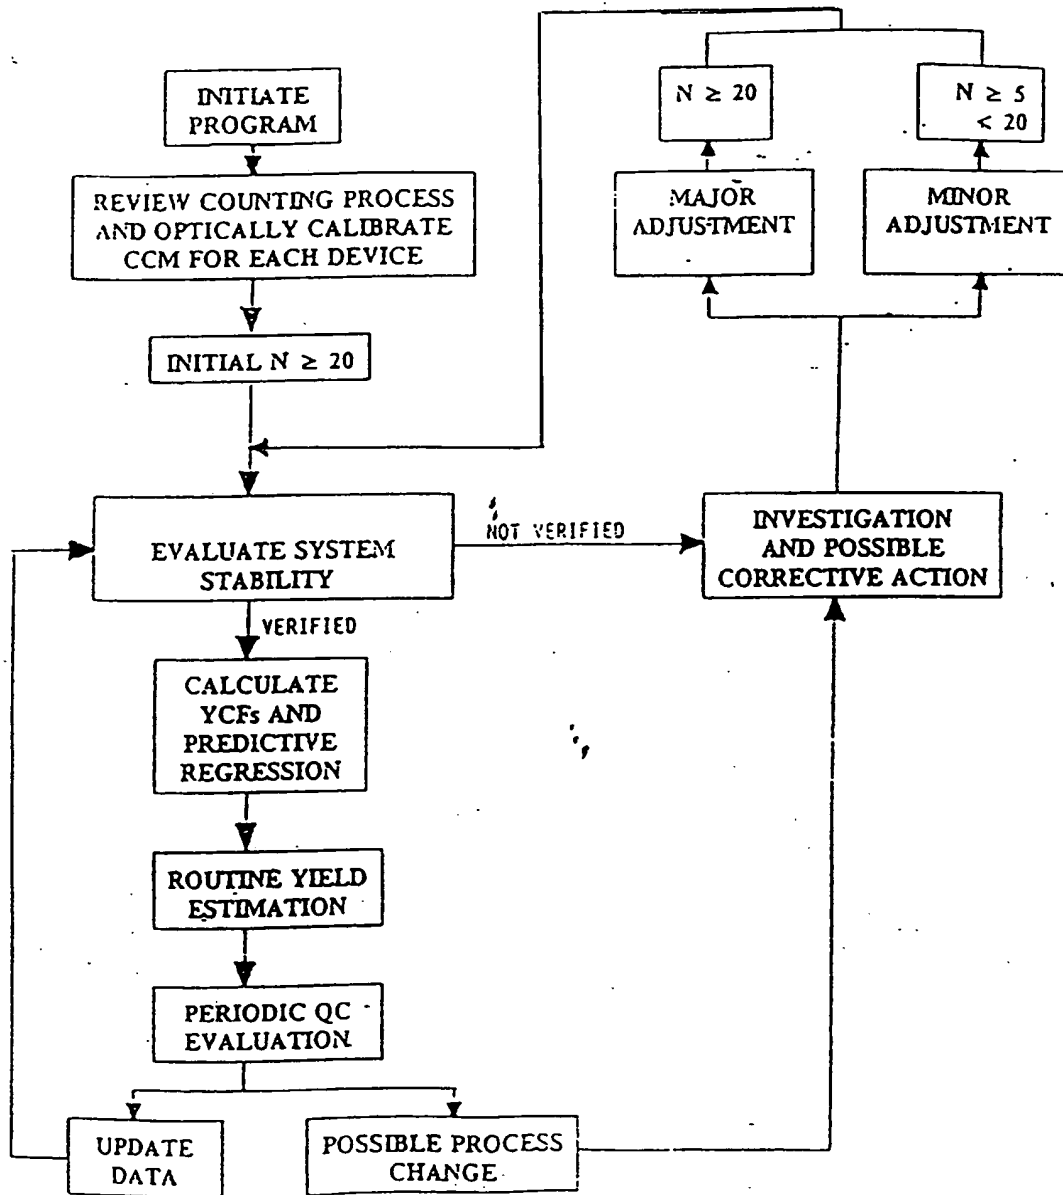 INITIATE
PROGRAM
REVIEW COUNTING PROCESS
AND OPTICALLY CALIBRATE
CCM FOR EACH DEVICE
INITIAL N ≥ 20
N ≥ 20
N ≥ 5
< 20
MAJOR
ADJUSTMENT
MINOR
ADJUSTMENT
EVALUATE SYSTEM
STABILITY
NOT VERIFIED
INVESTIGATION
AND POSSIBLE
CORRECTIVE ACTION
VERIFIED
CALCULATE
YCFs AND
PREDICTIVE
REGRESSION
ROUTINE YIELD
ESTIMATION
PERIODIC QC
EVALUATION
UPDATE
DATA
POSSIBLE PROCESS
CHANGE